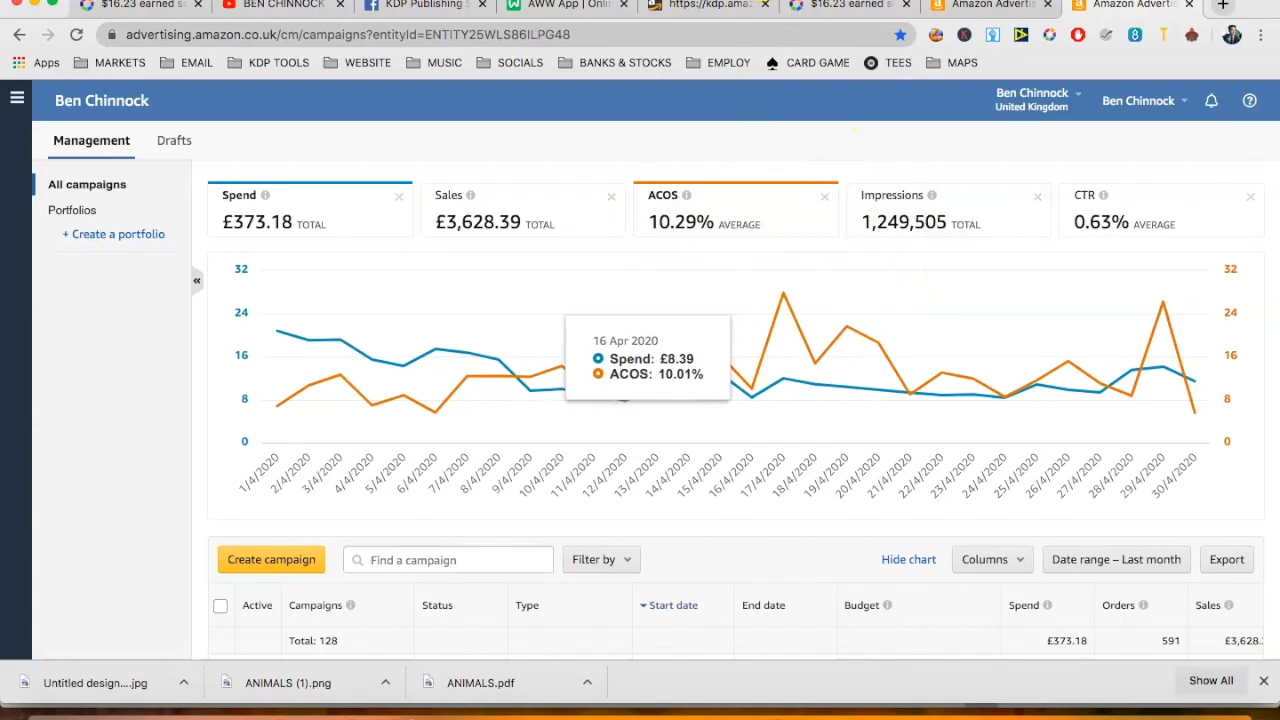 $16.23 earned s
BEN CHINNOCK
KDP Publishing S
AWW App | Onli
https://kdp.amaz
$16.23 earned s
Amazon Advertis
Amazon Advertis
advertising.amazon.co.uk/cm/campaigns?entityId=ENTITY25WLS86ILPG48
Apps
MARKETS
EMAIL
KDP TOOLS
WEBSITE
MUSIC
SOCIALS
BANKS & STOCKS
EMPLOY
CARD GAME
TEES
MAPS
Ben Chinnock
Ben Chinnock
United Kingdom
Ben Chinnock
Management
Drafts
All campaigns
Portfolios
+ Create a portfolio
Spend
£373.18 TOTAL
Sales
£3,628.39 TOTAL
ACOS
10.29% AVERAGE
Impressions
1,249,505 TOTAL
CTR
0.63% AVERAGE
32
24
16
8
0
32
24
16
8
0
16 Apr 2020
Spend: £8.39
ACOS: 10.01%
1/4/2020
2/4/2020
3/4/2020
4/4/2020
5/4/2020
6/4/2020
7/4/2020
8/4/2020
9/4/2020
10/4/2020
11/4/2020
12/4/2020
13/4/2020
14/4/2020
15/4/2020
16/4/2020
17/4/2020
18/4/2020
19/4/2020
20/4/2020
21/4/2020
22/4/2020
23/4/2020
24/4/2020
25/4/2020
26/4/2020
27/4/2020
28/4/2020
29/4/2020
30/4/2020
Create campaign
Find a campaign
Filter by
Hide chart
Columns
Date range – Last month
Export
Active
Campaigns
Status
Type
Start date
End date
Budget
Spend
Orders
Sales
Total: 128
£373.18
591
£3,628.
Untitled design....jpg
ANIMALS (1).png
ANIMALS.pdf
Show All